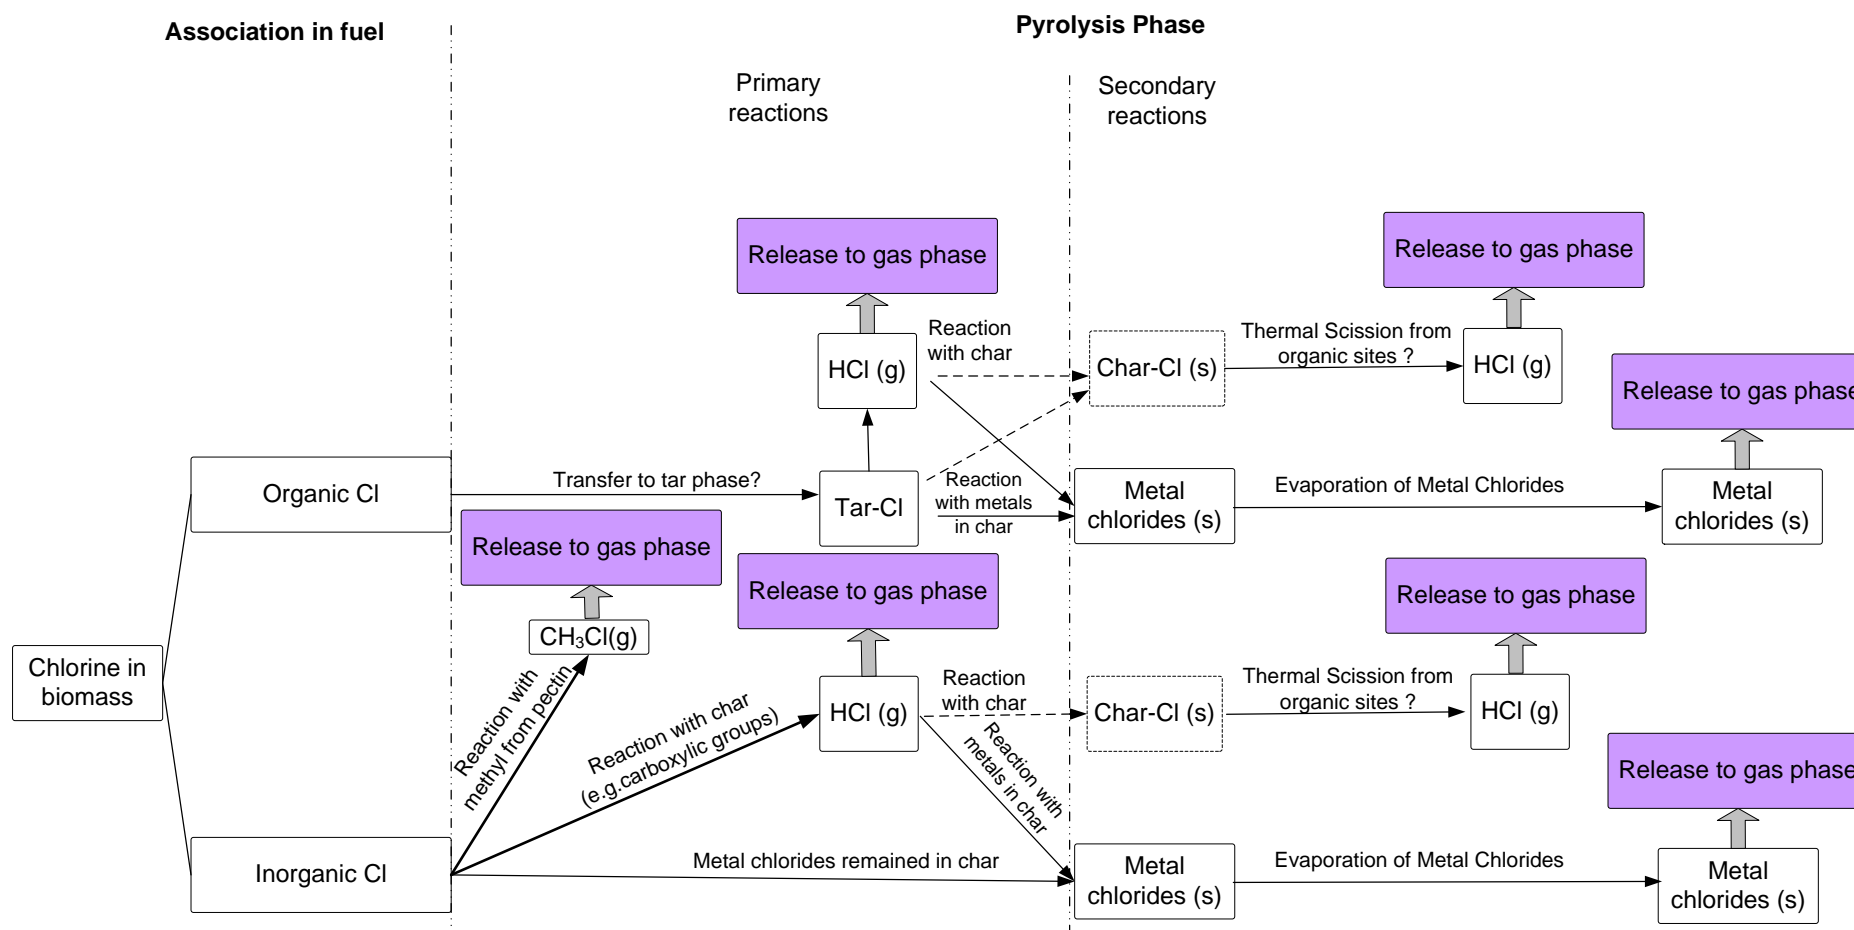 Association in fuel
Pyrolysis Phase
Primary
reactions
Secondary
reactions
Release to gas phase
Release to gas phase
HCl (g)
Reaction
with char
Char-Cl (s)
Thermal Scission from
organic sites ?
HCl (g)
Release to gas phase
Organic Cl
Transfer to tar phase?
Tar-Cl
Reaction
with metals
in char
Metal
chlorides (s)
Evaporation of Metal Chlorides
Metal
chlorides (s)
Release to gas phase
CH₃Cl(g)
Release to gas phase
Release to gas phase
Chlorine in
biomass
Reaction with
methyl from pectin
Reaction with char
(e.g.carboxylic groups)
HCl (g)
Reaction
with char
Reaction with
metals in char
Char-Cl (s)
Thermal Scission from
organic sites ?
HCl (g)
Release to gas phase
Inorganic Cl
Metal chlorides remained in char
Metal
chlorides (s)
Evaporation of Metal Chlorides
Metal
chlorides (s)